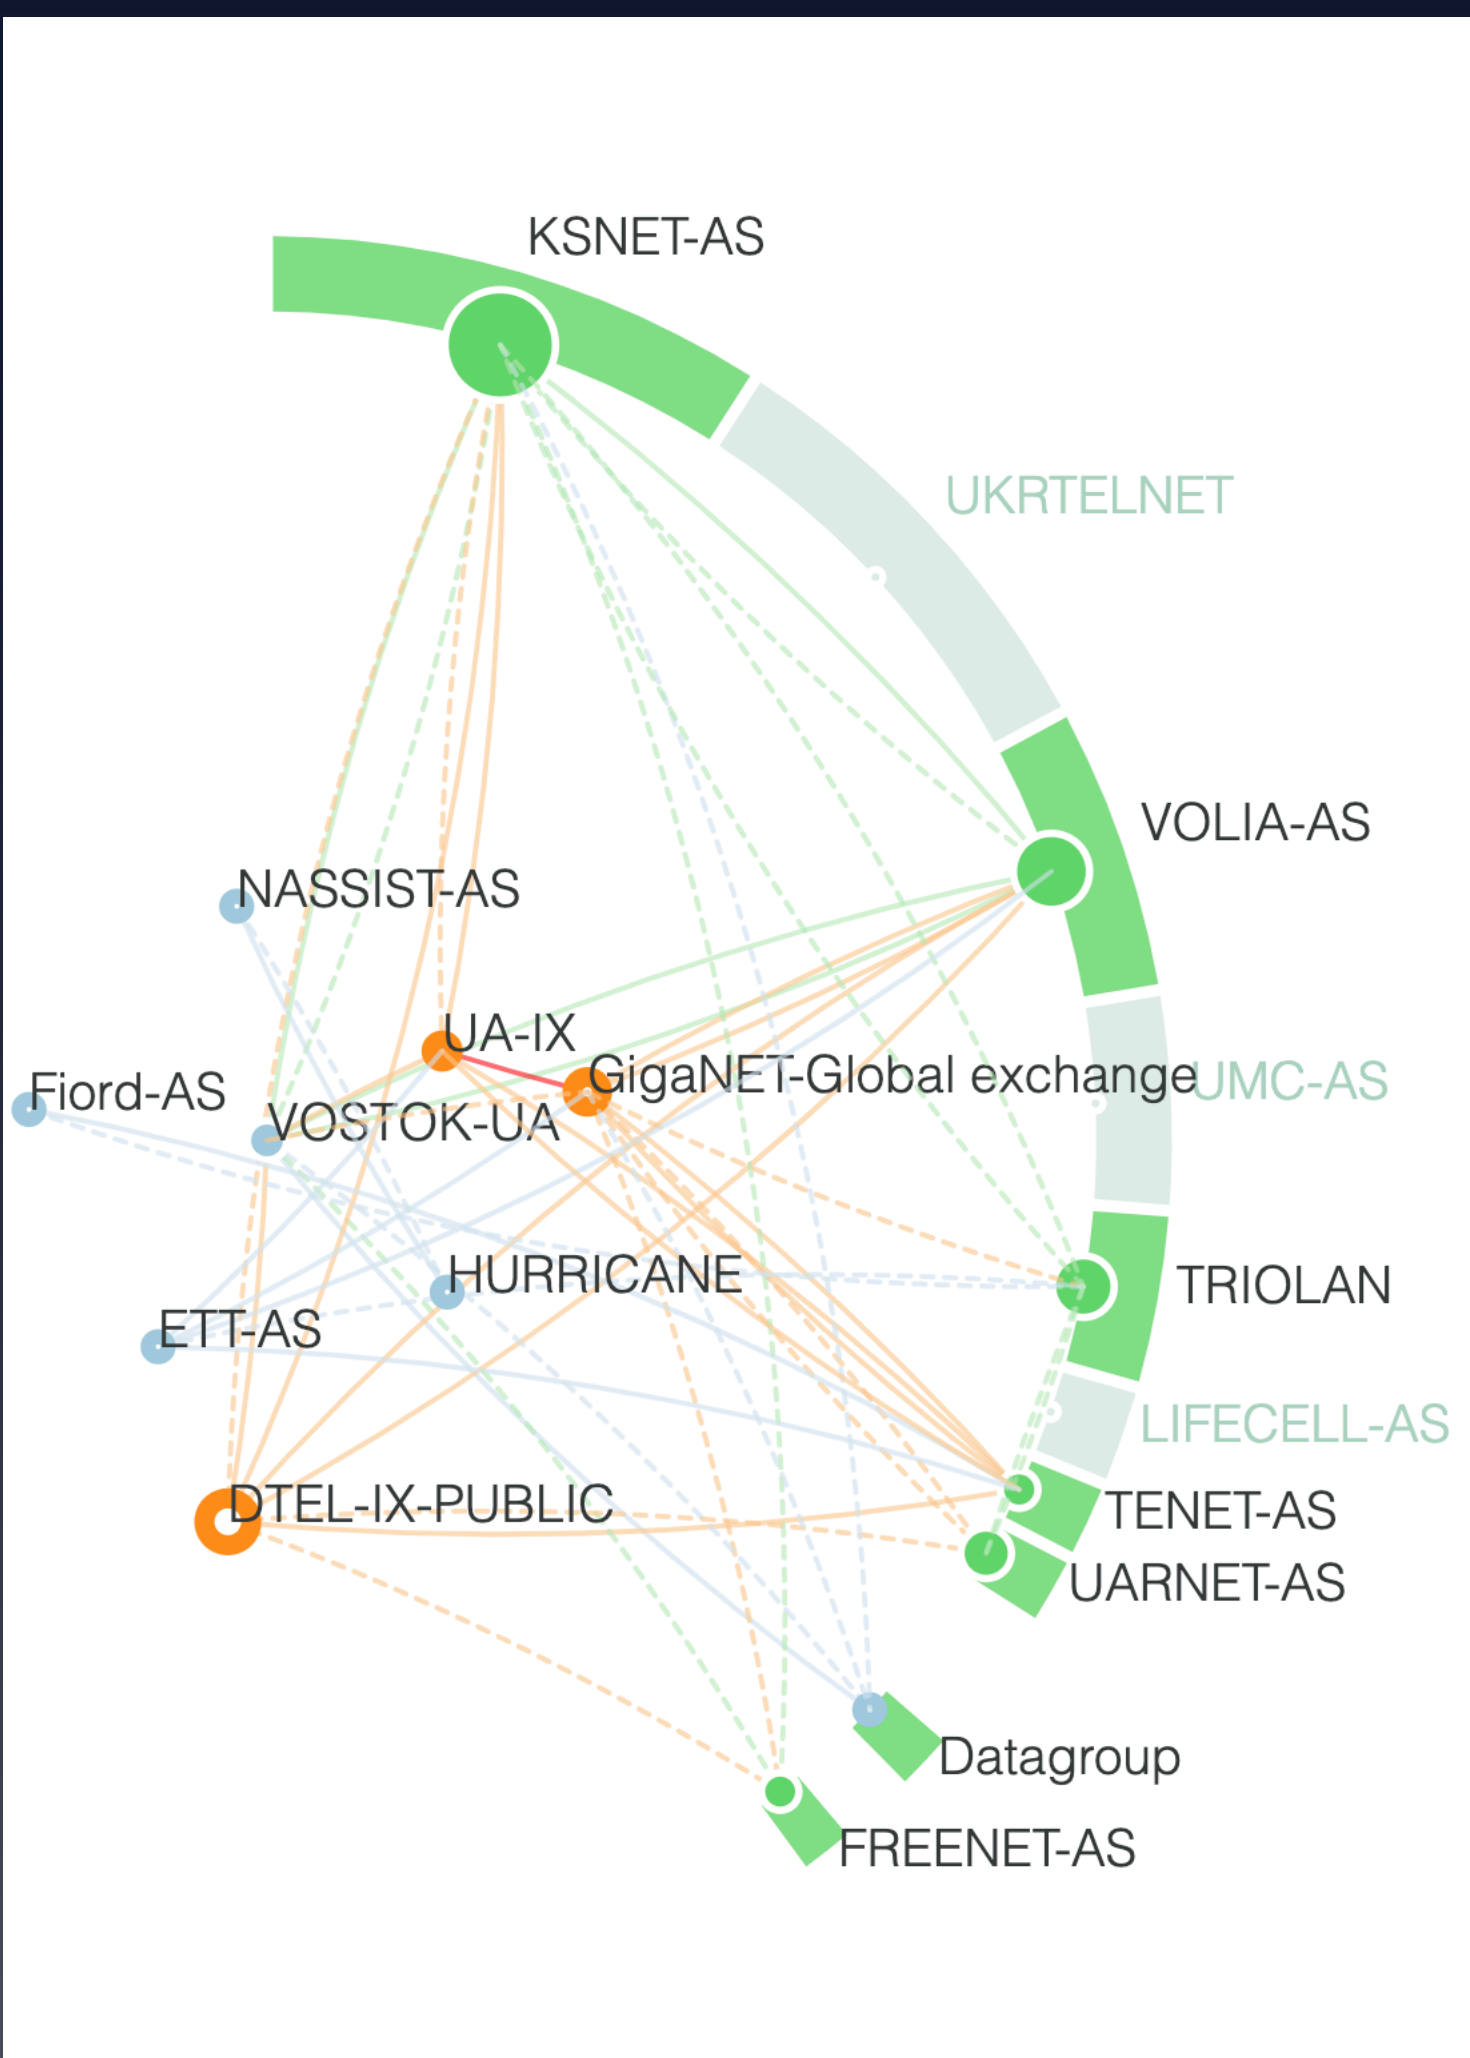 KSNET-AS
UKRTELNET
VOLIA-AS
NASSIST-AS
UA-IX
GigaNET-Global exchange
UMC-AS
Fiord-AS
VOSTOK-UA
HURRICANE
TRIOLAN
ETT-AS
LIFECELL-AS
DTEL-IX-PUBLIC
TENET-AS
UARNET-AS
Datagroup
FREENET-AS